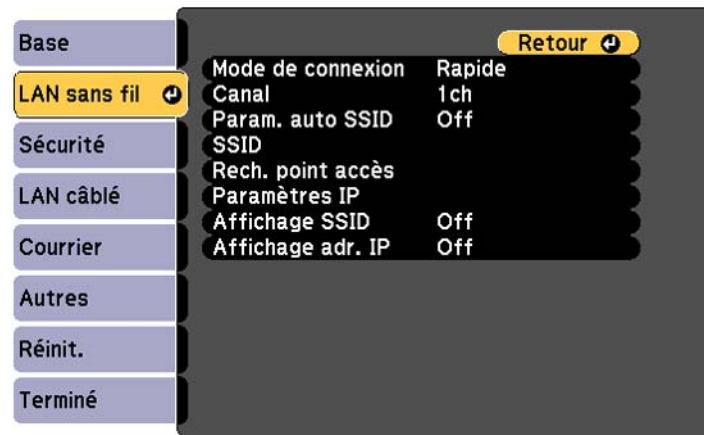 Base
LAN sans fil
Sécurité
LAN câblé
Courrier
Autres
Réinit.
Terminé
Retour
Mode de connexion Rapide
Canal 1ch
Param. auto SSID Off
SSID
Rech. point accès
Paramètres IP
Affichage SSID Off
Affichage adr. IP Off